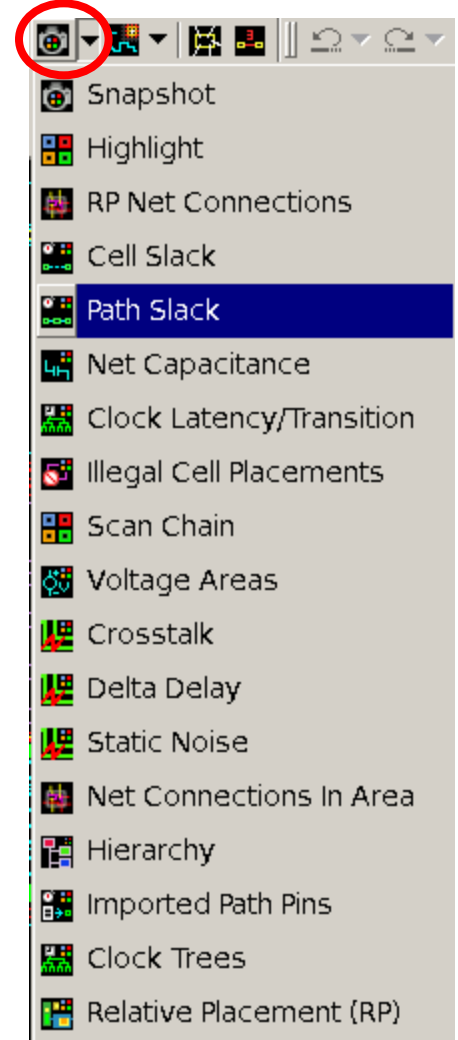 Snapshot
Highlight
RP Net Connections
Cell Slack
Path Slack
Net Capacitance
Clock Latency/Transition
Illegal Cell Placements
Scan Chain
Voltage Areas
Crosstalk
Delta Delay
Static Noise
Net Connections In Area
Hierarchy
Imported Path Pins
Clock Trees
Relative Placement (RP)